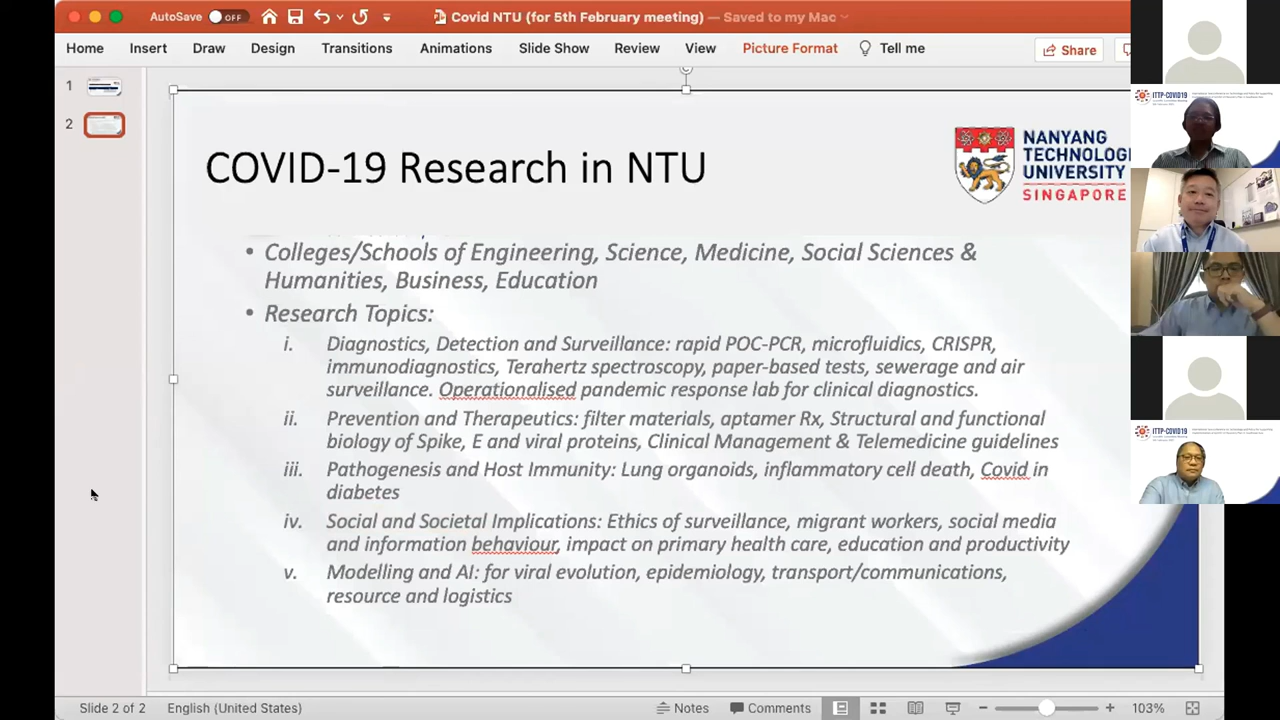 AutoSave OFF
Covid NTU (for 5th February meeting) — Saved to my Mac
Home Insert Draw Design Transitions Animations Slide Show Review View Picture Format Tell me
Share
1
2
COVID-19 Research in NTU
NANYANG
TECHNOLOGI
UNIVERSITY
SINGAPORE
• Colleges/Schools of Engineering, Science, Medicine, Social Sciences &
Humanities, Business, Education
• Research Topics:
i. Diagnostics, Detection and Surveillance: rapid POC-PCR, microfluidics, CRISPR,
immunodiagnostics, Terahertz spectroscopy, paper-based tests, sewerage and air
surveillance. Operationalised pandemic response lab for clinical diagnostics.
ii. Prevention and Therapeutics: filter materials, aptamer Rx, Structural and functional
biology of Spike, E and viral proteins, Clinical Management & Telemedicine guidelines
iii. Pathogenesis and Host Immunity: Lung organoids, inflammatory cell death, Covid in
diabetes
iv. Social and Societal Implications: Ethics of surveillance, migrant workers, social media
and information behaviour, impact on primary health care, education and productivity
v. Modelling and AI: for viral evolution, epidemiology, transport/communications,
resource and logistics
ITTP-COVID19
ITTP-COVID19
Slide 2 of 2 English (United States) Notes Comments 103%